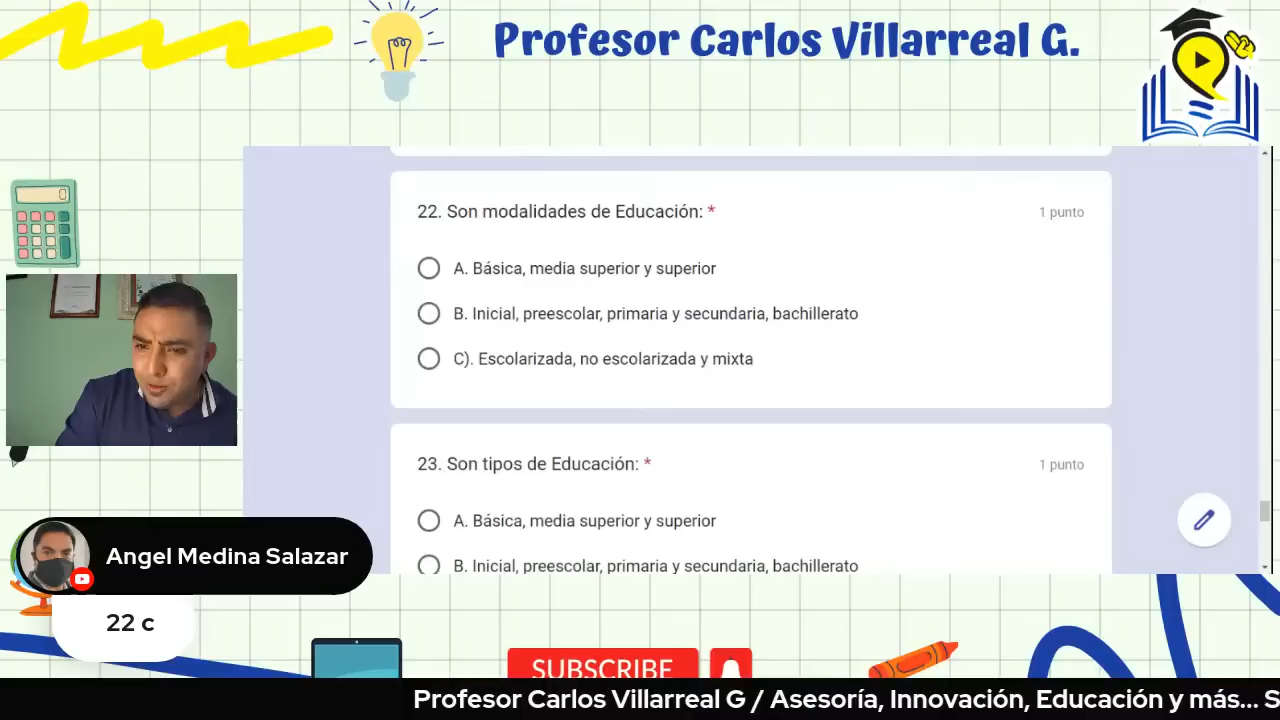 Profesor Carlos Villarreal G.
22. Son modalidades de Educación: *
1 punto
A. Básica, media superior y superior
B. Inicial, preescolar, primaria y secundaria, bachillerato
C). Escolarizada, no escolarizada y mixta
23. Son tipos de Educación: *
1 punto
A. Básica, media superior y superior
B. Inicial, preescolar, primaria y secundaria, bachillerato
Angel Medina Salazar
22 c
SUBSCRIBE
Profesor Carlos Villarreal G / Asesoría, Innovación, Educación y más... S